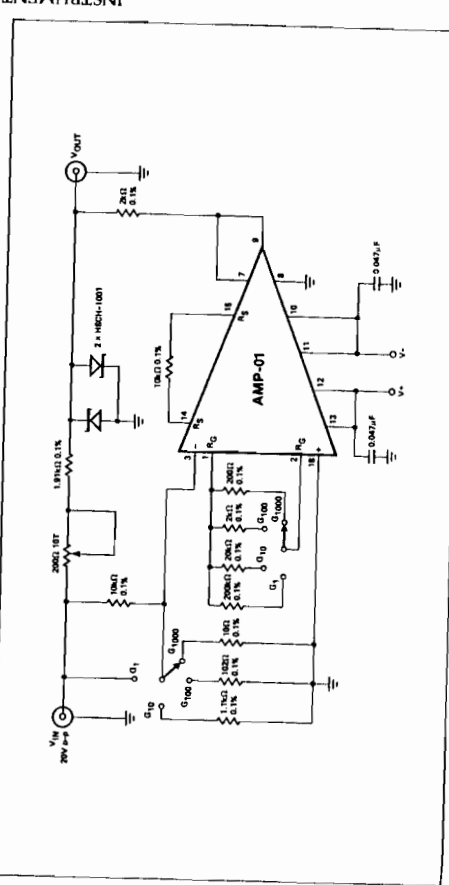 INSTRUMENT
VIN
20V p-p
200Ω 10T
1.91kΩ 0.1%
2 × HSCH-1001
VOUT
10kΩ
0.1%
2kΩ
0.1%
G1
G10
G100
G1000
1.1kΩ
0.1%
102Ω
0.1%
10Ω
0.1%
200kΩ
0.1%
20kΩ
0.1%
2kΩ
0.1%
200Ω
0.1%
G1
G10
G100
G1000
10kΩ 0.1%
14
RS
15
RS
3
−
1
RG
2
RG
18
+
AMP-01
7
9
8
10
11
12
13
V-
V+
0.047µF
0.047µF